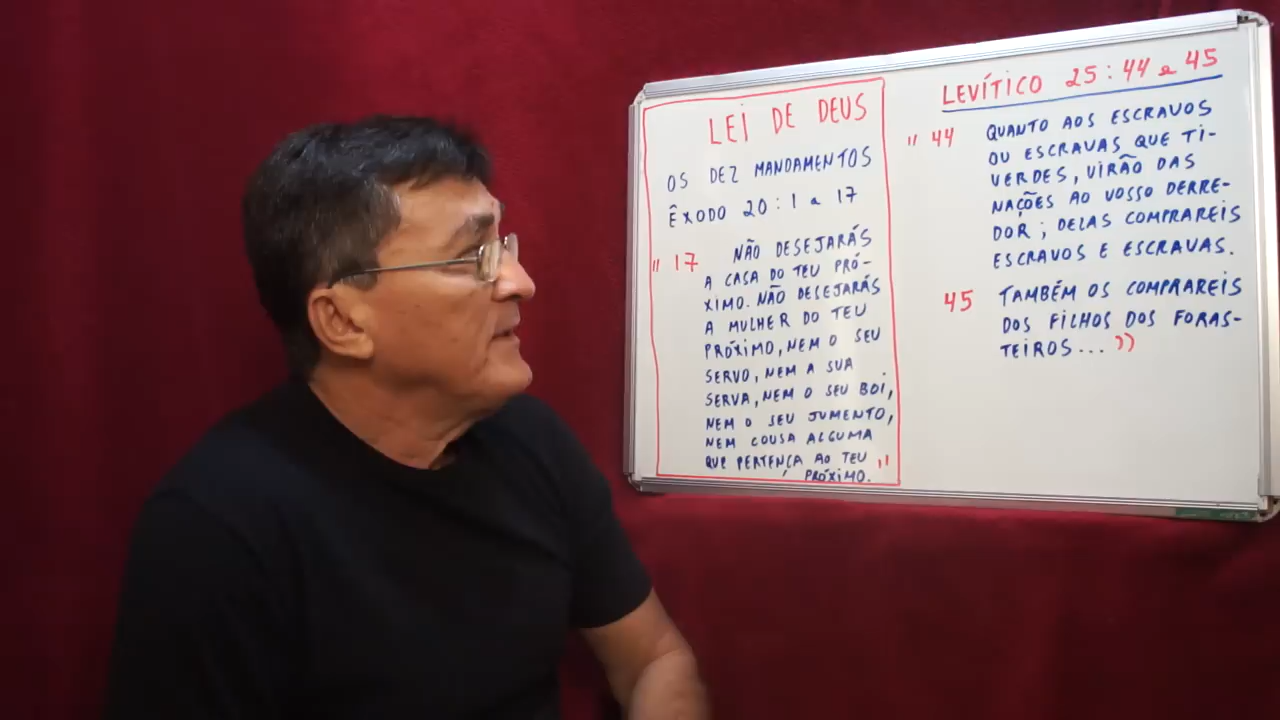 LEI DE DEUS
OS DEZ MANDAMENTOS
ÊXODO 20:1 a 17
" 17 NÃO DESEJARÁS
A CASA DO TEU PRÓ-
XIMO. NÃO DESEJARÁS
A MULHER DO TEU
PRÓXIMO, NEM O SEU
SERVO, NEM A SUA
SERVA, NEM O SEU BOI,
NEM O SEU JUMENTO,
NEM COUSA ALGUMA
QUE PERTENÇA AO TEU
PRÓXIMO. "
LEVÍTICO 25:44 e 45
" 44 QUANTO AOS ESCRAVOS
OU ESCRAVAS QUE TI-
VERDES, VIRÃO DAS
NAÇÕES AO VOSSO DERRE-
DOR; DELAS COMPRAREIS
ESCRAVOS E ESCRAVAS.
45 TAMBÉM OS COMPRAREIS
DOS FILHOS DOS FORAS-
TEIROS... "